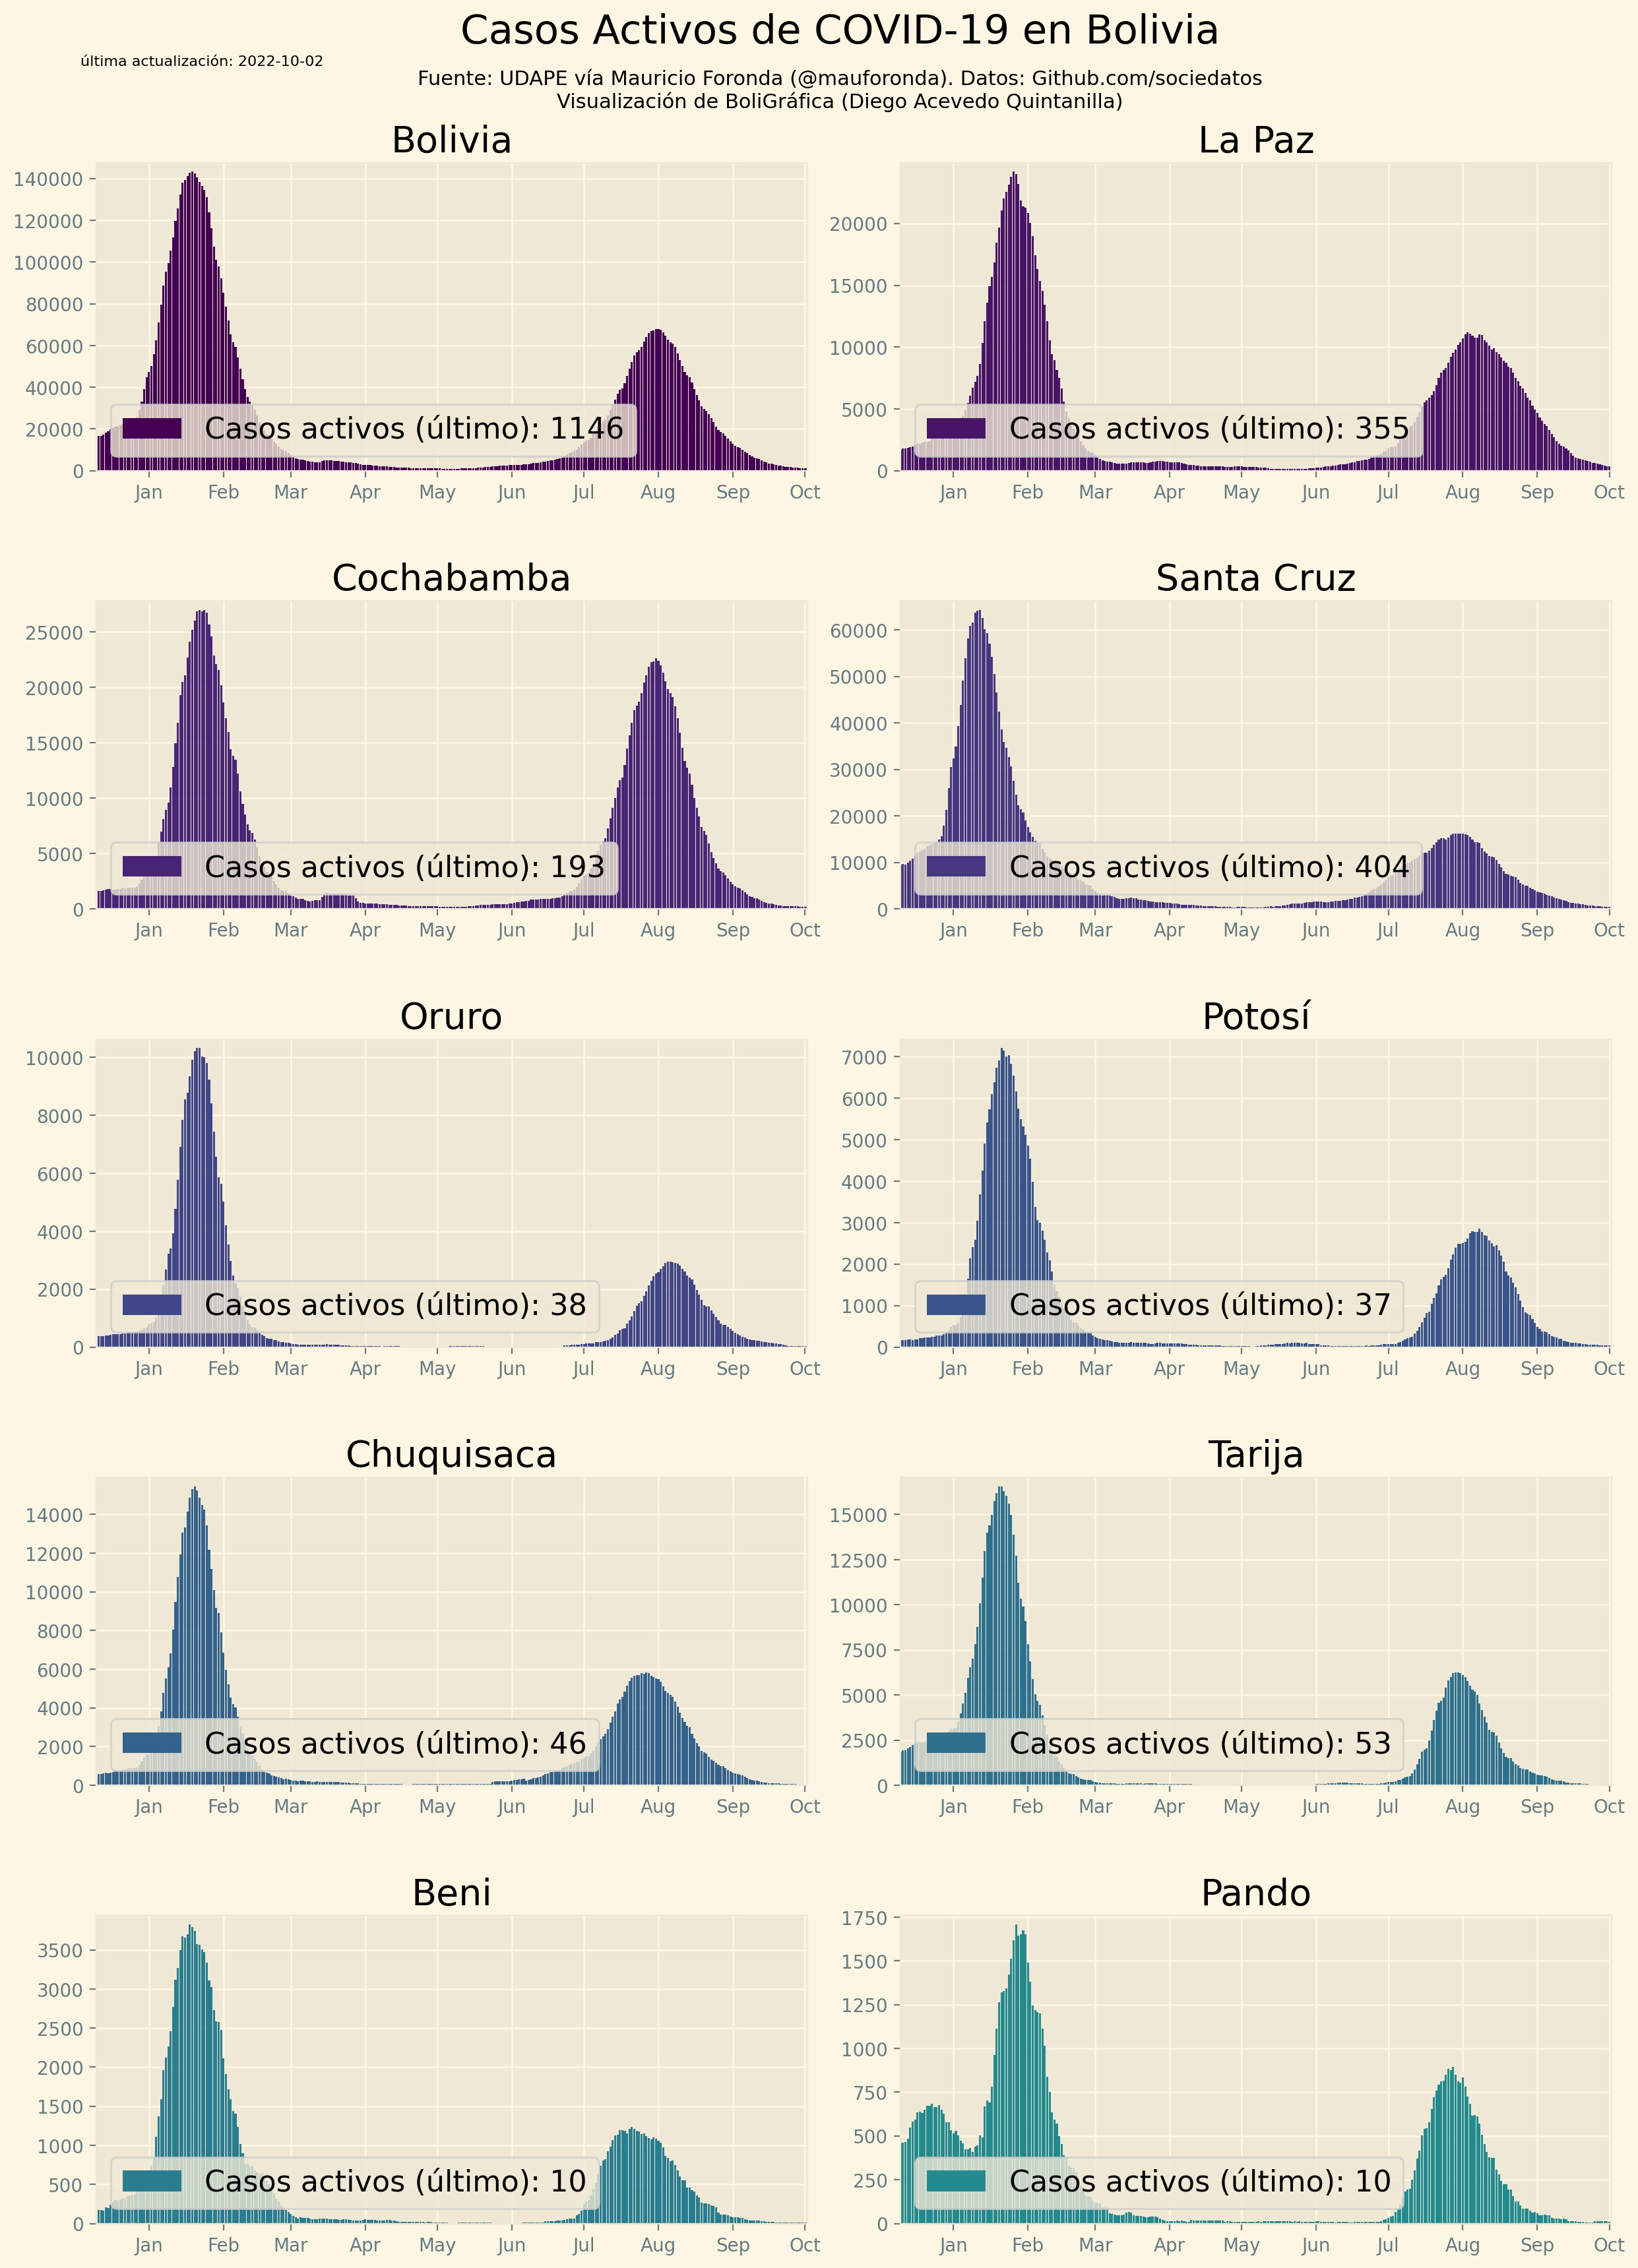 Casos Activos de COVID-19 en Bolivia
última actualización: 2022-10-02
Fuente: UDAPE vía Mauricio Foronda (@mauforonda). Datos: Github.com/sociedatos
Visualización de BoliGráfica (Diego Acevedo Quintanilla)
Bolivia
140000
120000
100000
80000
60000
40000
20000
0
Casos activos (último): 1146
Jan Feb Mar Apr May Jun Jul Aug Sep Oct
La Paz
20000
15000
10000
5000
0
Casos activos (último): 355
Jan Feb Mar Apr May Jun Jul Aug Sep Oct
Cochabamba
25000
20000
15000
10000
5000
0
Casos activos (último): 193
Jan Feb Mar Apr May Jun Jul Aug Sep Oct
Santa Cruz
60000
50000
40000
30000
20000
10000
0
Casos activos (último): 404
Jan Feb Mar Apr May Jun Jul Aug Sep Oct
Oruro
10000
8000
6000
4000
2000
0
Casos activos (último): 38
Jan Feb Mar Apr May Jun Jul Aug Sep Oct
Potosí
7000
6000
5000
4000
3000
2000
1000
0
Casos activos (último): 37
Jan Feb Mar Apr May Jun Jul Aug Sep Oct
Chuquisaca
14000
12000
10000
8000
6000
4000
2000
0
Casos activos (último): 46
Jan Feb Mar Apr May Jun Jul Aug Sep Oct
Tarija
15000
12500
10000
7500
5000
2500
0
Casos activos (último): 53
Jan Feb Mar Apr May Jun Jul Aug Sep Oct
Beni
3500
3000
2500
2000
1500
1000
500
0
Casos activos (último): 10
Jan Feb Mar Apr May Jun Jul Aug Sep Oct
Pando
1750
1500
1250
1000
750
500
250
0
Casos activos (último): 10
Jan Feb Mar Apr May Jun Jul Aug Sep Oct